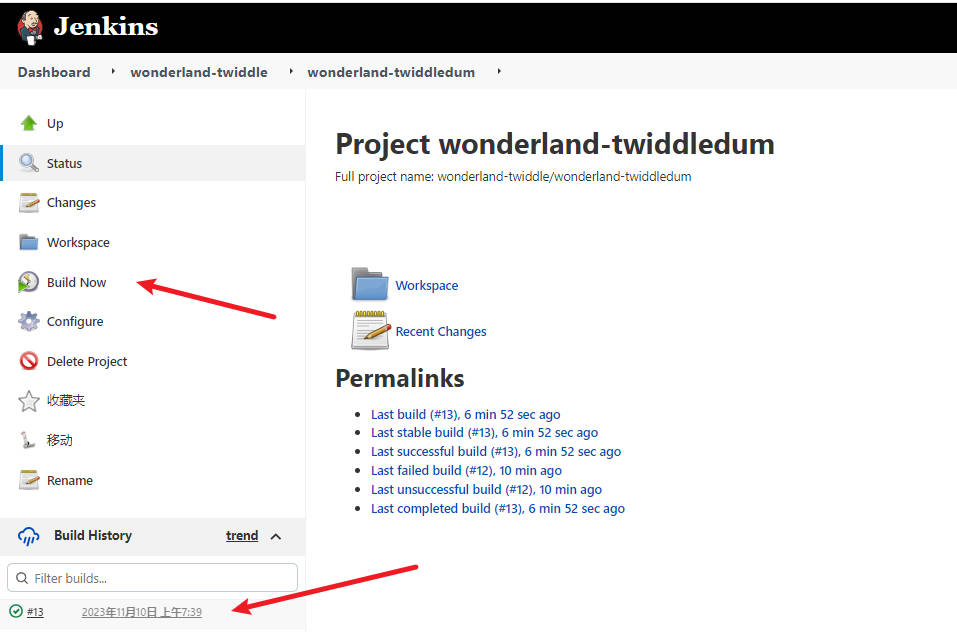 Jenkins
Dashboard wonderland-twiddle wonderland-twiddledum
Up
Status
Changes
Workspace
Build Now
Configure
Delete Project
收藏夹
移动
Rename
Build History trend
Filter builds...
#13 2023年11月10日 上午7:39
Project wonderland-twiddledum
Full project name: wonderland-twiddle/wonderland-twiddledum
Workspace
Recent Changes
Permalinks
Last build (#13), 6 min 52 sec ago
Last stable build (#13), 6 min 52 sec ago
Last successful build (#13), 6 min 52 sec ago
Last failed build (#12), 10 min ago
Last unsuccessful build (#12), 10 min ago
Last completed build (#13), 6 min 52 sec ago